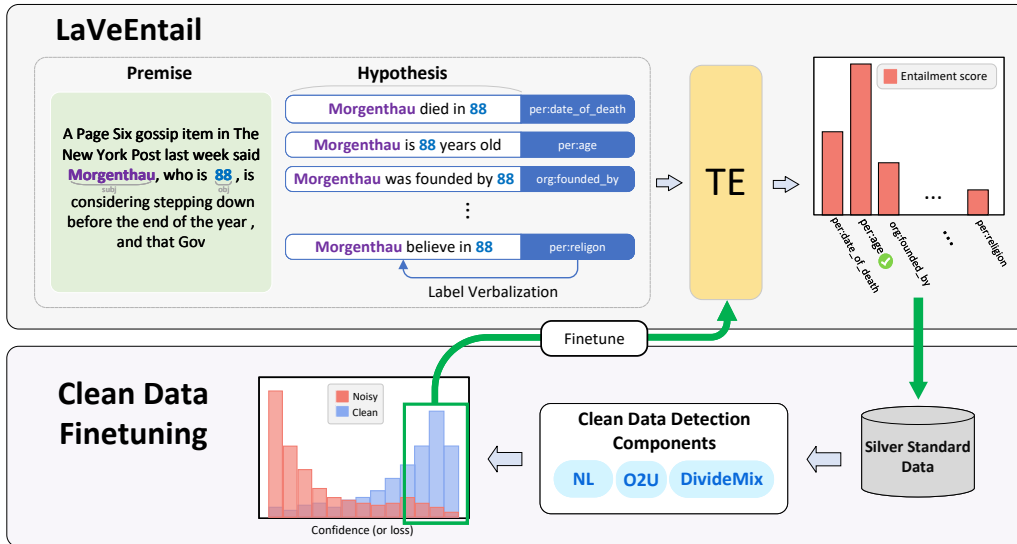 LaVeEntail
Premise
Hypothesis
A Page Six gossip item in The
New York Post last week said
Morgenthau, who is 88 , is
subj
obj
considering stepping down
before the end of the year ,
and that Gov
Morgenthau died in 88
per:date_of_death
Morgenthau is 88 years old
per:age
Morgenthau was founded by 88
org:founded_by
Morgenthau believe in 88
per:religon
Label Verbalization
TE
Entailment score
per:date_of_death
per:age
org:founded_by
...
...
per:religion
Finetune
Clean Data
Finetuning
Noisy
Clean
Confidence (or loss)
Clean Data Detection
Components
NL
O2U
DivideMix
Silver Standard
Data